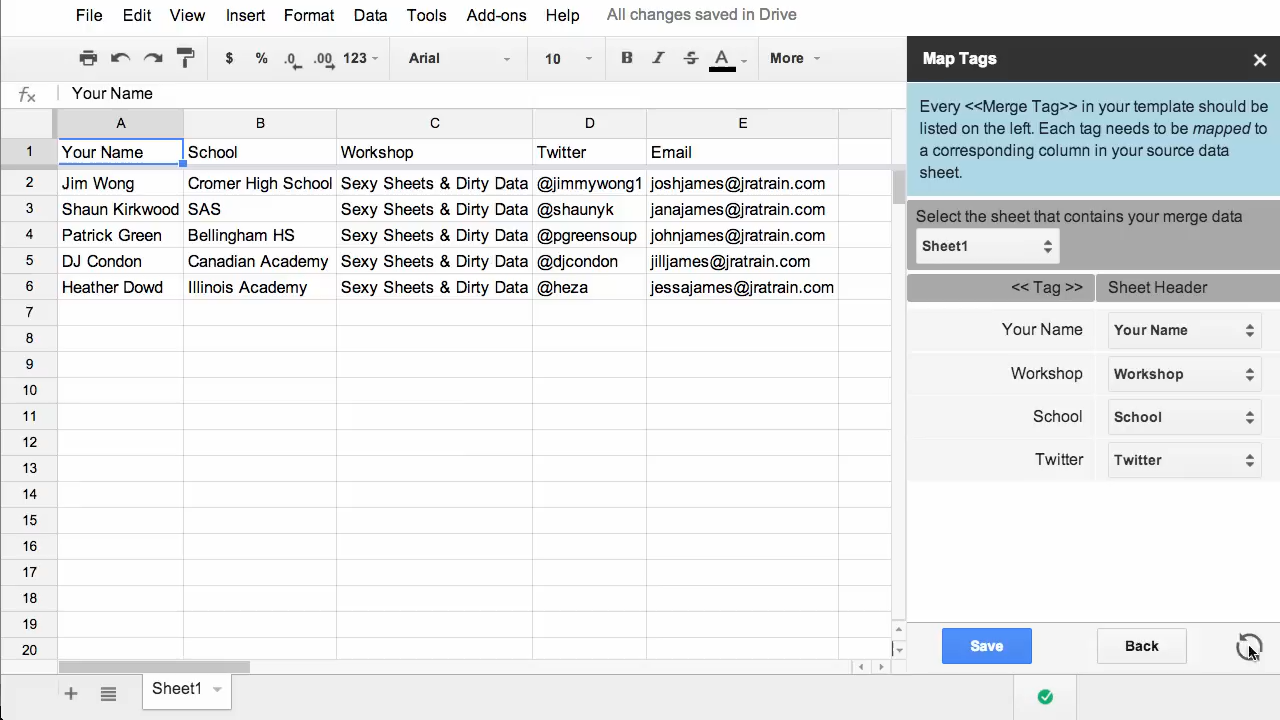 File Edit View Insert Format Data Tools Add-ons Help All changes saved in Drive
$ % .0 .00 123 Arial 10 B I S A More
fx Your Name
A B C D E
1 Your Name School Workshop Twitter Email
2 Jim Wong Cromer High School Sexy Sheets & Dirty Data @jimmywong1 joshjames@jratrain.com
3 Shaun Kirkwood SAS Sexy Sheets & Dirty Data @shaunyk janajames@jratrain.com
4 Patrick Green Bellingham HS Sexy Sheets & Dirty Data @pgreensoup johnjames@jratrain.com
5 DJ Condon Canadian Academy Sexy Sheets & Dirty Data @djcondon jilljames@jratrain.com
6 Heather Dowd Illinois Academy Sexy Sheets & Dirty Data @heza jessajames@jratrain.com
7
8
9
10
11
12
13
14
15
16
17
18
19
20
Sheet1
Map Tags
Every <<Merge Tag>> in your template should be
listed on the left. Each tag needs to be mapped to
a corresponding column in your source data
sheet.
Select the sheet that contains your merge data
Sheet1
<< Tag >> Sheet Header
Your Name Your Name
Workshop Workshop
School School
Twitter Twitter
Save Back